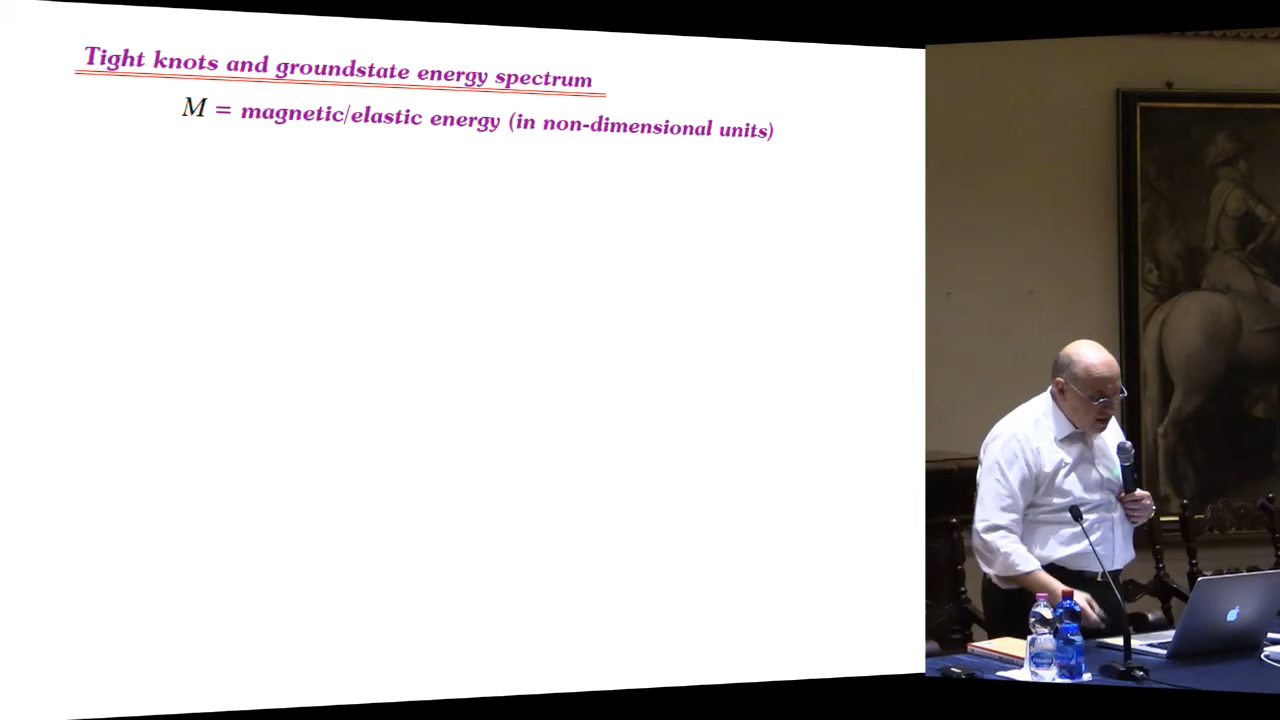 Tight knots and groundstate energy spectrum
M = magnetic/elastic energy (in non-dimensional units)